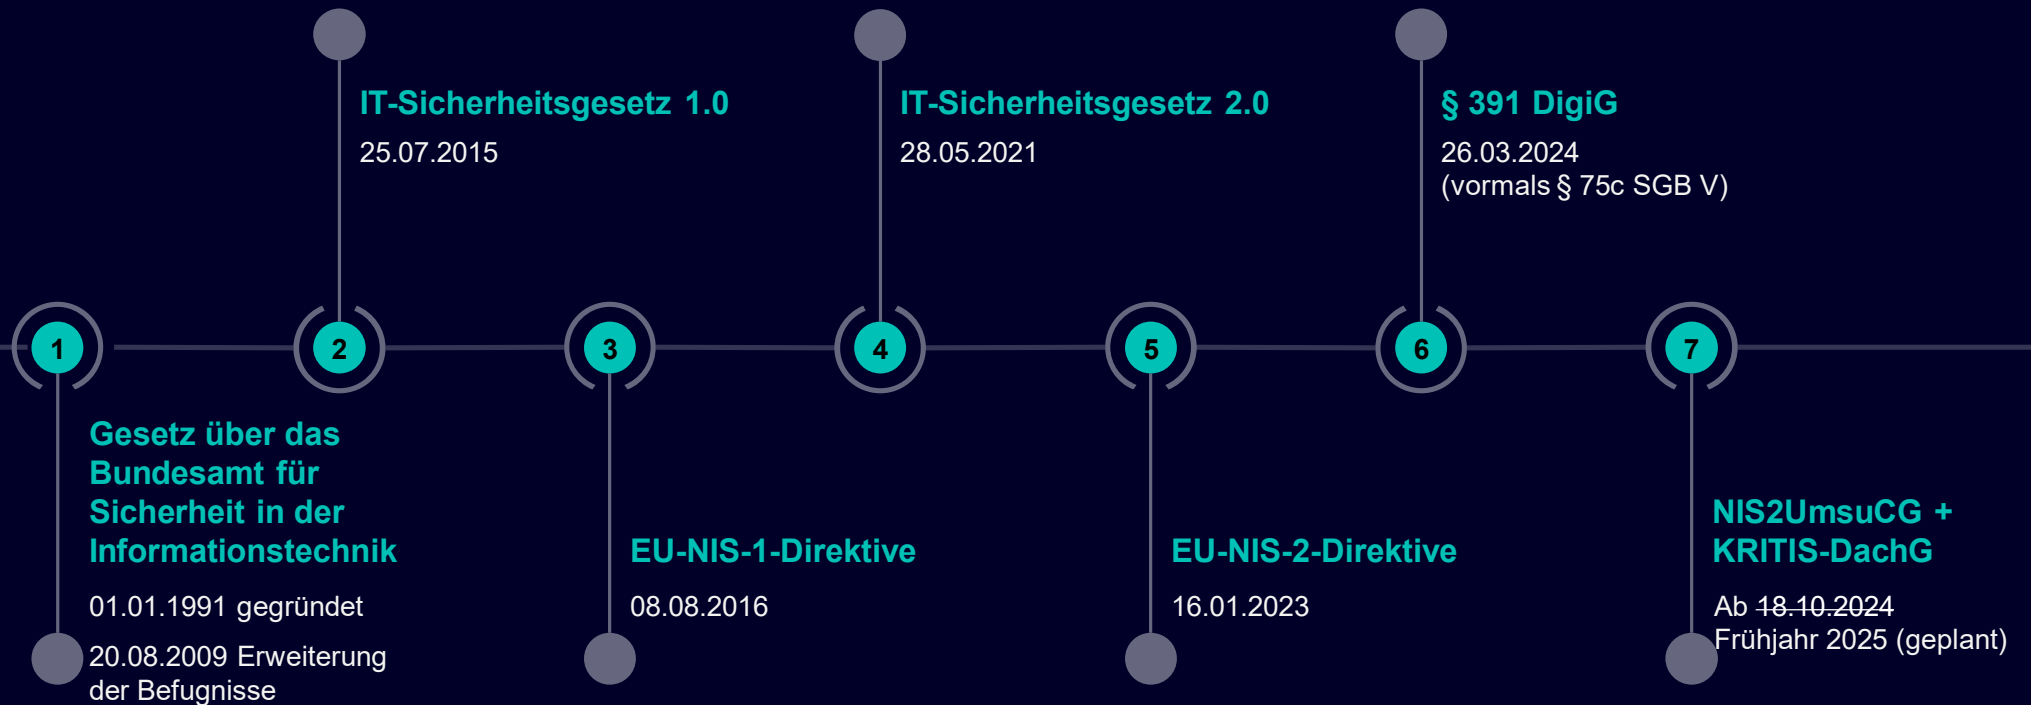 1
Gesetz über das
Bundesamt für
Sicherheit in der
Informationstechnik
01.01.1991 gegründet
20.08.2009 Erweiterung
der Befugnisse
2
IT-Sicherheitsgesetz 1.0
25.07.2015
3
EU-NIS-1-Direktive
08.08.2016
4
IT-Sicherheitsgesetz 2.0
28.05.2021
5
EU-NIS-2-Direktive
16.01.2023
6
§ 391 DigiG
26.03.2024
(vormals § 75c SGB V)
7
NIS2UmsuCG +
KRITIS-DachG
Ab 18.10.2024
Frühjahr 2025 (geplant)